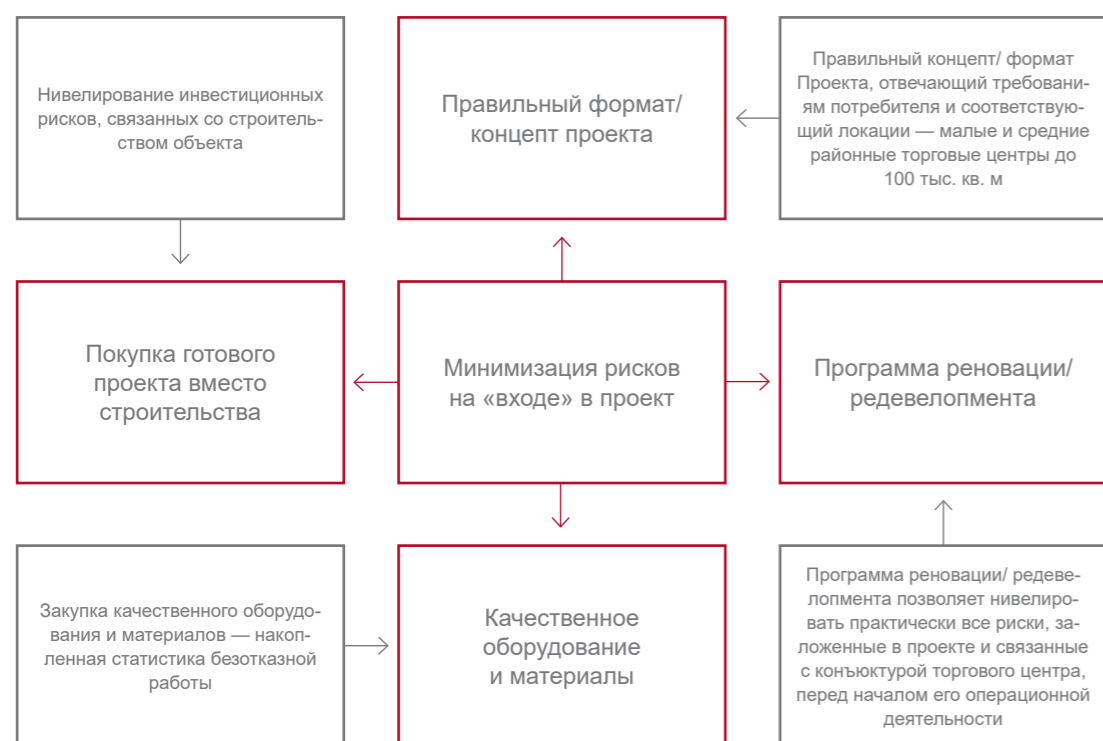 Нивелирование инвестиционных
рисков, связанных со строитель-
ством объекта
Правильный формат/
концепт проекта
Правильный концепт/ формат
Проекта, отвечающий требовани-
ям потребителя и соответствую-
щий локации — малые и средние
районные торговые центры до
100 тыс. кв. м
Покупка готового
проекта вместо
строительства
Минимизация рисков
на «входе» в проект
Программа реновации/
редевелопмента
Закупка качественного оборудо-
вания и материалов — накоп-
ленная статистика безотказной
работы
Качественное
оборудование
и материалы
Программа реновации/ редеве-
лопмента позволяет нивелиро-
вать практически все риски, за-
ложенные в проекте и связанные
с конъюктурой торгового центра,
перед началом его операционной
деятельности